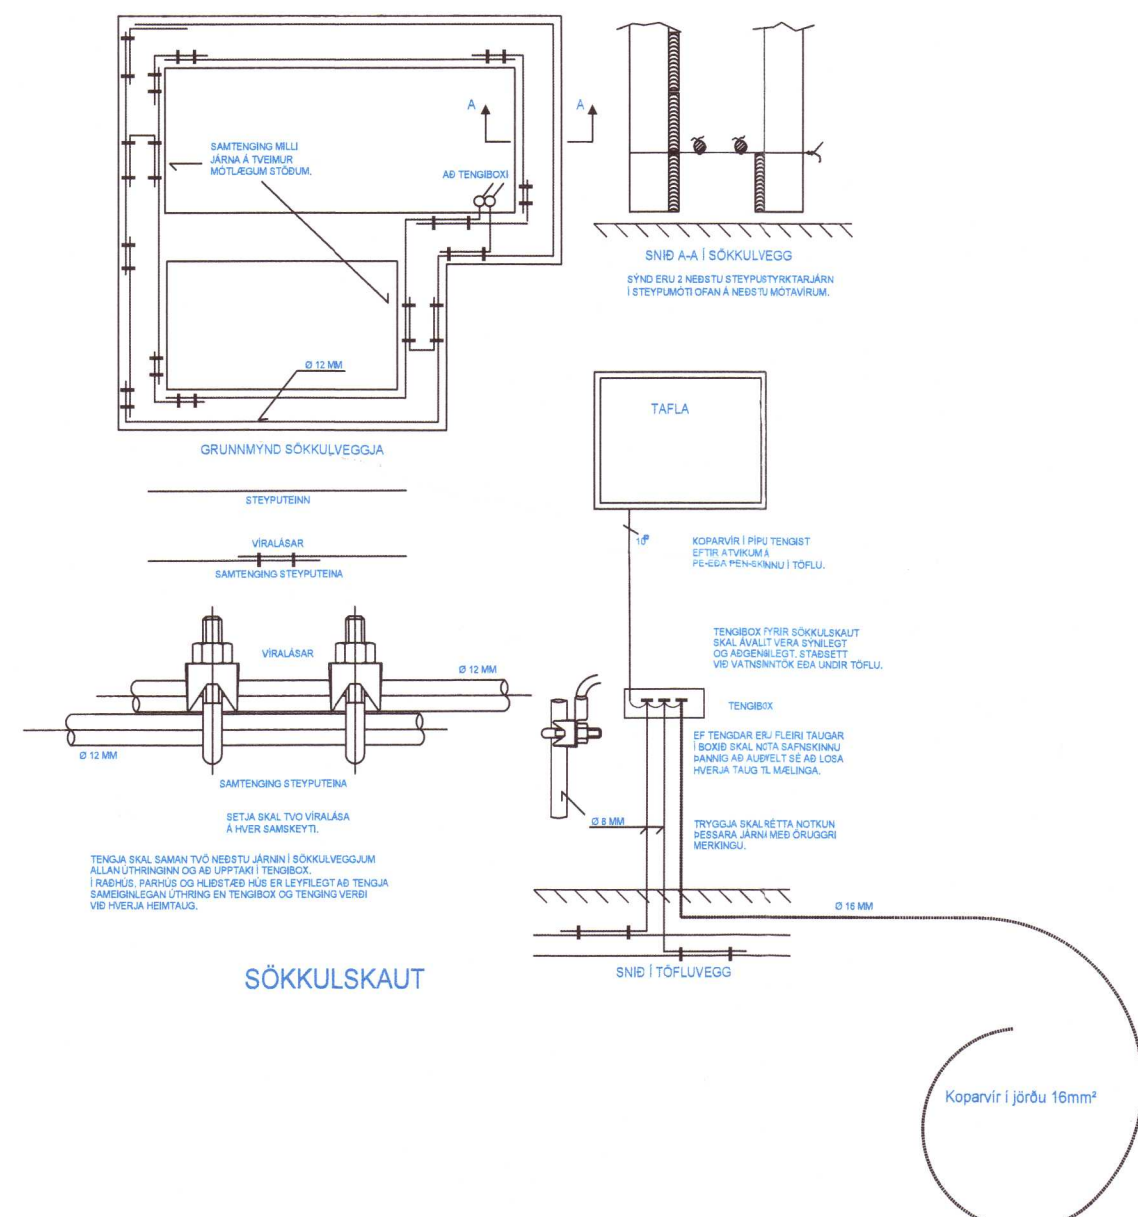 SAMTENGING MILLI
JÁRNA Á TVEIMUR
MÓTLÆGUM STÖÐUM.
A
A
AÐ TENGIBOXI
Ø 12 MM
GRUNNMYND SÖKKULVEGGJA
SNIÐ A-A Í SÖKKULVEGG
SÝND ERU 2 NEÐSTU STEYPUSTYRKTARJÁRN
Í STEYPUMÓTI OFAN Á NEÐSTU MÓTAVÍRUM.
STEYPUTEINN
VÍRALÁSAR
SAMTENGING STEYPUTEINA
VÍRALÁSAR
Ø 12 MM
Ø 12 MM
SAMTENGING STEYPUTEINA
SETJA SKAL TVO VÍRALÁSA
Á HVER SAMSKEYTI.
TENGJA SKAL SAMAN TVÖ NEÐSTU JÁRNIN Í SÖKKULVEGGJUM
ALLAN ÚTHRINGINN OG AÐ UPPTAKI Í TENGIBOX.
Í RAÐHÚS, PARHÚS OG HLIÐSTÆÐ HÚS ER LEYFILEGT AÐ TENGJA
SAMEIGINLEGAN ÚTHRING EN TENGIBOX OG TENGING VERÐI
VIÐ HVERJA HEIMTAUG.
SÖKKULSKAUT
TAFLA
10
KOPARVÍR Í PÍPU TENGIST
EFTIR ATVIKUM Á
PE-EÐA PEN-SKINNU Í TÖFLU.
TENGIBOX FYRIR SÖKKULSKAUT
SKAL ÁVALLT VERA SÝNILEGT
OG AÐGENGILEGT, STAÐSETT
VIÐ VATNSINNTÖK EÐA UNDIR TÖFLU.
TENGIBOX
EF TENGDAR ERU FLEIRI TAUGAR
Í BOXIÐ SKAL NOTA SAFNSKINNU
ÞANNIG AÐ AUÐVELT SÉ AÐ LOSA
HVERJA TAUG TIL MÆLINGA.
Ø 8 MM
TRYGGJA SKAL RÉTTA NOTKUN
ÞESSARA JÁRNA MEÐ ÖRUGGRI
MERKINGU.
Ø 16 MM
SNIÐ Í TÖFLUVEGG
Koparvír í jörðu 16mm²